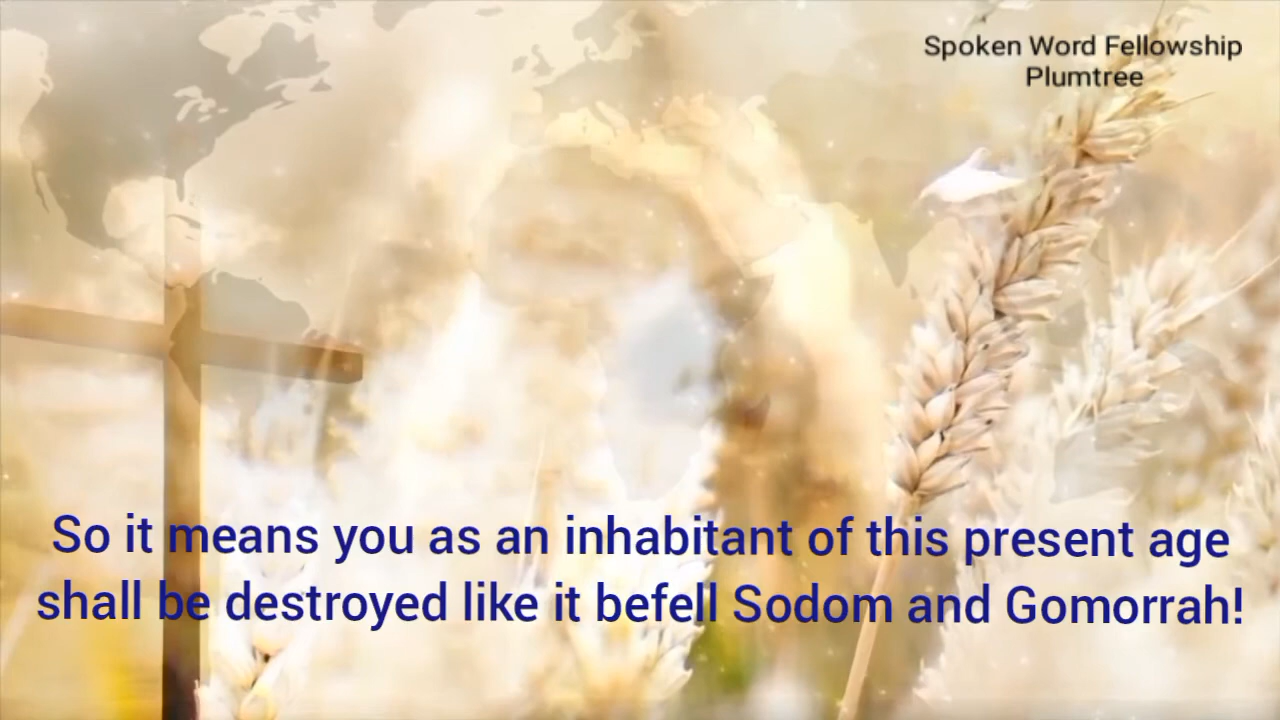 Spoken Word Fellowship
Plumtree
So it means you as an inhabitant of this present age
shall be destroyed like it befell Sodom and Gomorrah!